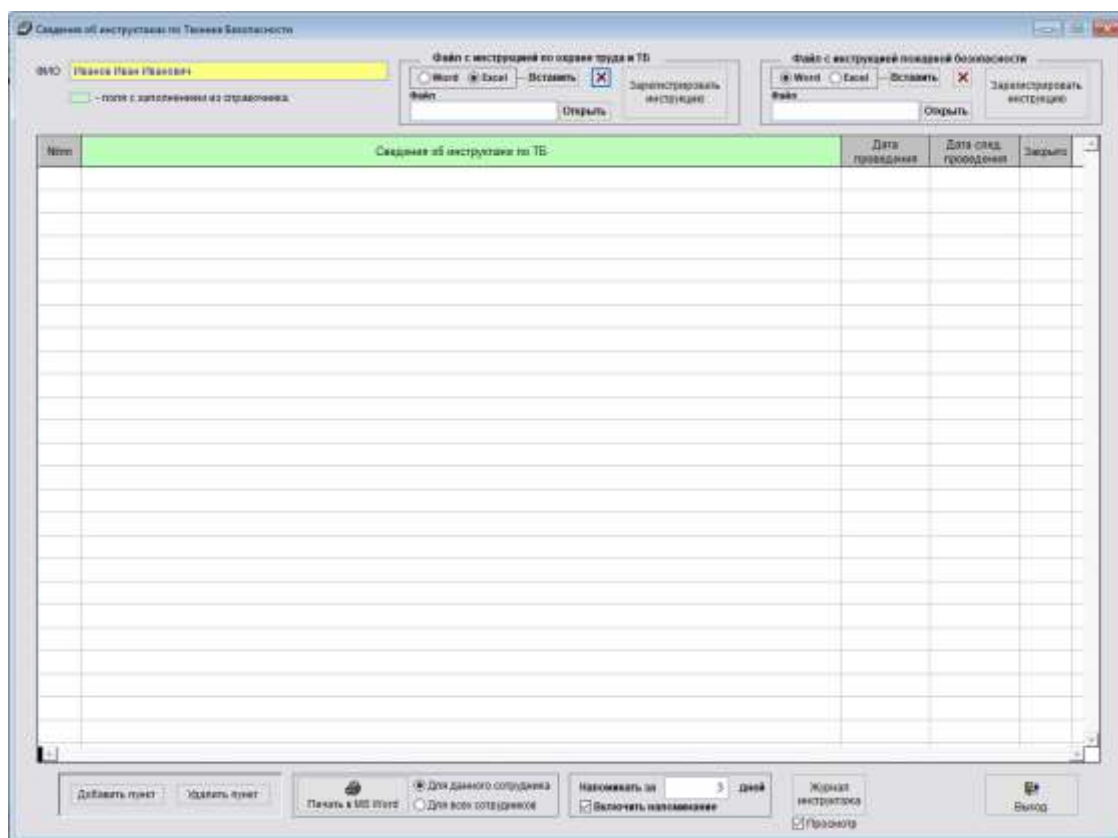 Сведения об инструктажах по Технике Безопасности
ФИО Иванов Иван Иванович
- поля с заполнением из справочника
Файл с инструкцией по охране труда и ТБ
Word Excel Вставить
Файл
Открыть
Зарегистрировать
инструкцию
Файл с инструкцией пожарной безопасности
Word Excel Вставить
Файл
Открыть
Зарегистрировать
инструкцию
№пп
Сведения об инструктаже по ТБ
Дата
проведения
Дата след.
проведения
Закрыто
Добавить пункт
Удалить пункт
Печать в MS Word
Для данного сотрудника
Для всех сотрудников
Напоминать за 3 дней
Включить напоминание
Журнал
инструктажа
Просмотр
Выход